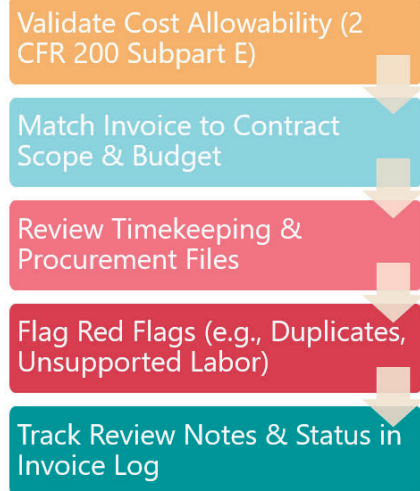 Validate Cost Allowability (2
CFR 200 Subpart E)
Match Invoice to Contract
Scope & Budget
Review Timekeeping &
Procurement Files
Flag Red Flags (e.g., Duplicates,
Unsupported Labor)
Track Review Notes & Status in
Invoice Log